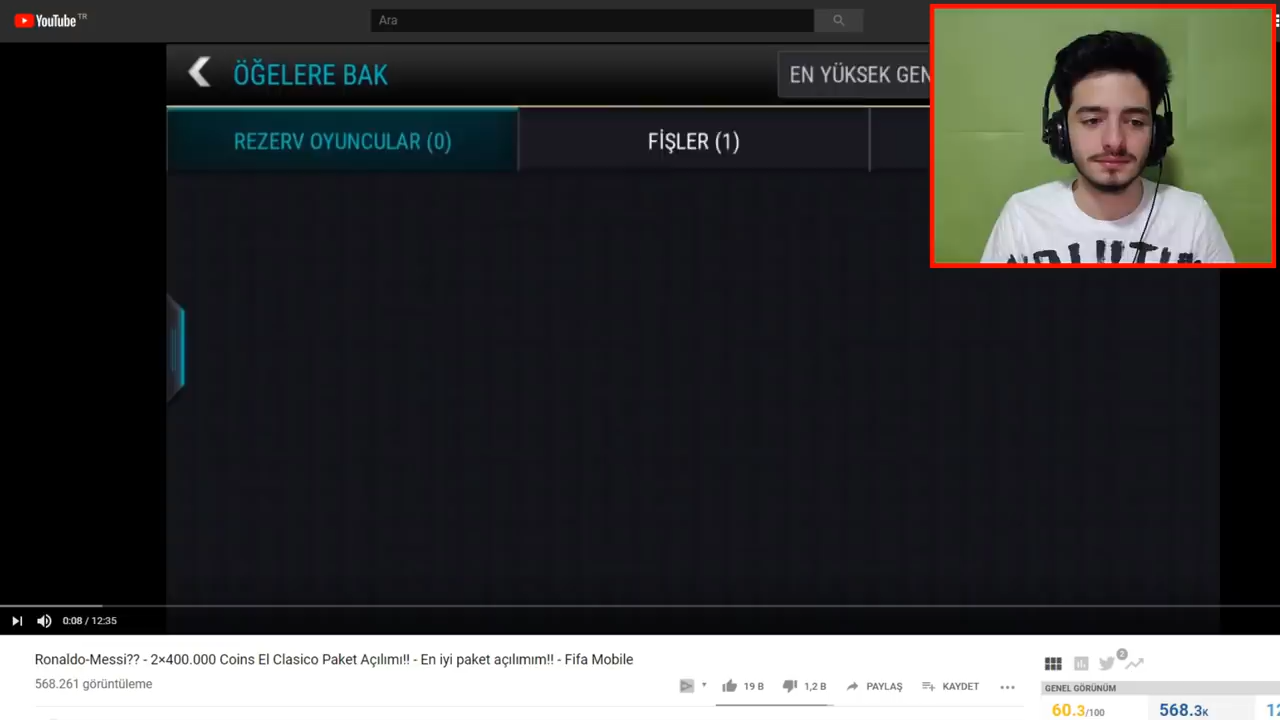 YouTube TR
Ara
ÖĞELERE BAK
EN YÜKSEK GEN
REZERV OYUNCULAR (0)
FİŞLER (1)
0:08 / 12:35
Ronaldo-Messi?? - 2×400.000 Coins El Clasico Paket Açılımı!! - En iyi paket açılımım!! - Fifa Mobile
568.261 görüntüleme
19 B
1,2 B
PAYLAŞ
KAYDET
2
GENEL GÖRÜNÜM
60.3/100
568.3K